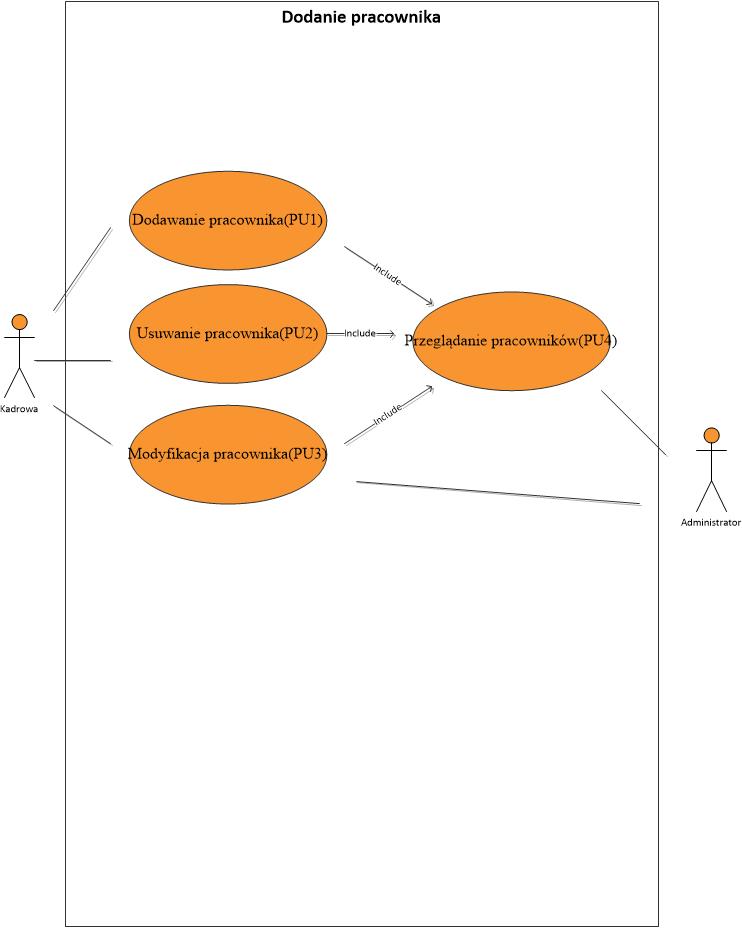 Dodanie pracownika
Dodawanie pracownika(PU1)
Include
Usuwanie pracownika(PU2)
Include
Przeglądanie pracowników(PU4)
Kadrowa
Include
Modyfikacja pracownika(PU3)
Administrator